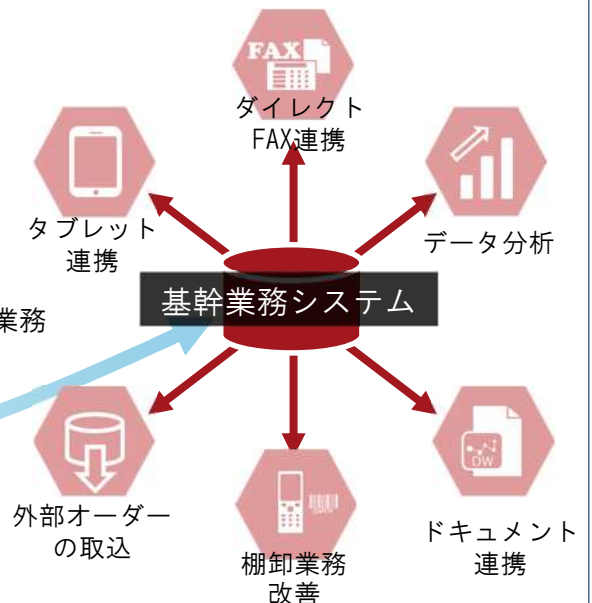 FAX
ダイレクト
FAX連携
タブレット
連携
データ分析
基幹業務システム
業務
外部オーダー
の取込
棚卸業務
改善
DW
ドキュメント
連携